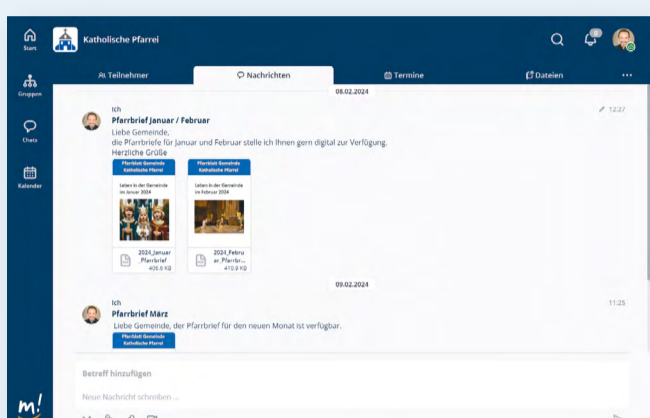 Katholische Pfarrei
Start
Teilnehmer
Nachrichten
Termine
Dateien
Gruppen
Chats
Kalender
08.02.2024
Ich
12:27
Pfarrbrief Januar / Februar
Liebe Gemeinde,
die Pfarrbriefe für Januar und Februar stelle ich Ihnen gern digital zur Verfügung.
Herzliche Grüße
Pfarrblatt Gemeinde
Katholische Pfarrei
Leben in der Gemeinde
im Januar 2024
2024_Januar
_Pfarrbrief
406.6 KB
Pfarrblatt Gemeinde
Katholische Pfarrei
Leben in der Gemeinde
im Februar 2024
2024_Febru
ar_Pfarrbr...
410.9 KB
09.02.2024
Ich
11:25
Pfarrbrief März
Liebe Gemeinde, der Pfarrbrief für den neuen Monat ist verfügbar.
Pfarrblatt Gemeinde
Katholische Pfarrei
Betreff hinzufügen
Neue Nachricht schreiben ...
m!